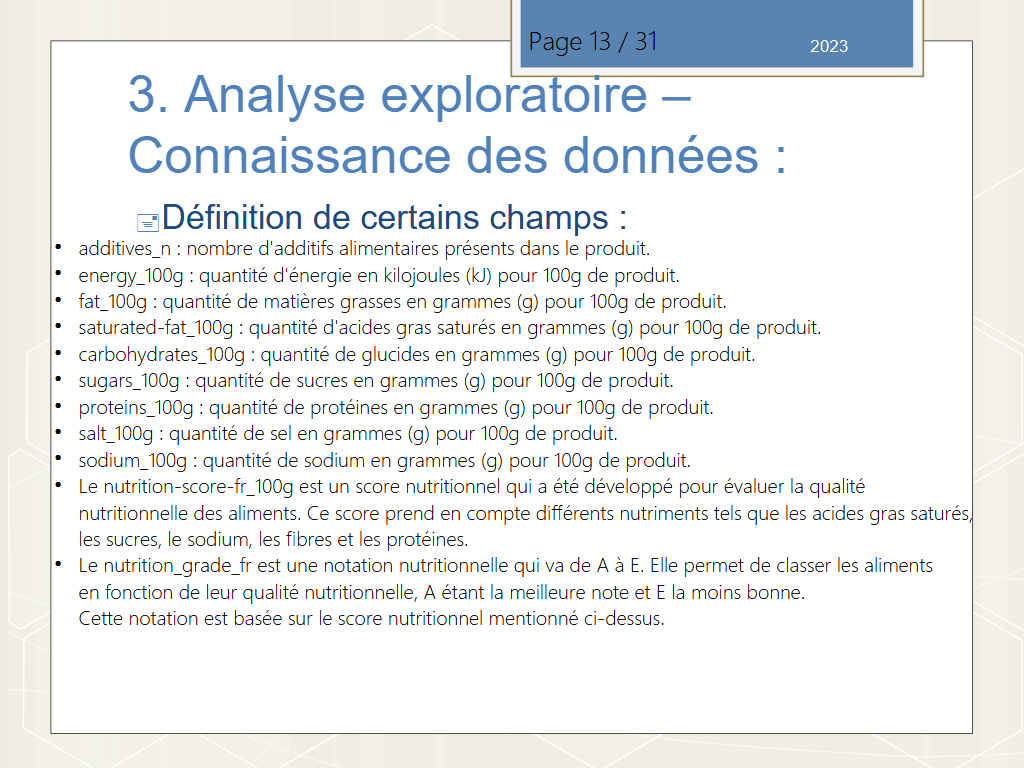 Page 13 / 31
2023
3. Analyse exploratoire –
Connaissance des données :
Définition de certains champs :
• additives_n : nombre d'additifs alimentaires présents dans le produit.
• energy_100g : quantité d'énergie en kilojoules (kJ) pour 100g de produit.
• fat_100g : quantité de matières grasses en grammes (g) pour 100g de produit.
• saturated-fat_100g : quantité d'acides gras saturés en grammes (g) pour 100g de produit.
• carbohydrates_100g : quantité de glucides en grammes (g) pour 100g de produit.
• sugars_100g : quantité de sucres en grammes (g) pour 100g de produit.
• proteins_100g : quantité de protéines en grammes (g) pour 100g de produit.
• salt_100g : quantité de sel en grammes (g) pour 100g de produit.
• sodium_100g : quantité de sodium en grammes (g) pour 100g de produit.
• Le nutrition-score-fr_100g est un score nutritionnel qui a été développé pour évaluer la qualité
nutritionnelle des aliments. Ce score prend en compte différents nutriments tels que les acides gras saturés,
les sucres, le sodium, les fibres et les protéines.
• Le nutrition_grade_fr est une notation nutritionnelle qui va de A à E. Elle permet de classer les aliments
en fonction de leur qualité nutritionnelle, A étant la meilleure note et E la moins bonne.
Cette notation est basée sur le score nutritionnel mentionné ci-dessus.